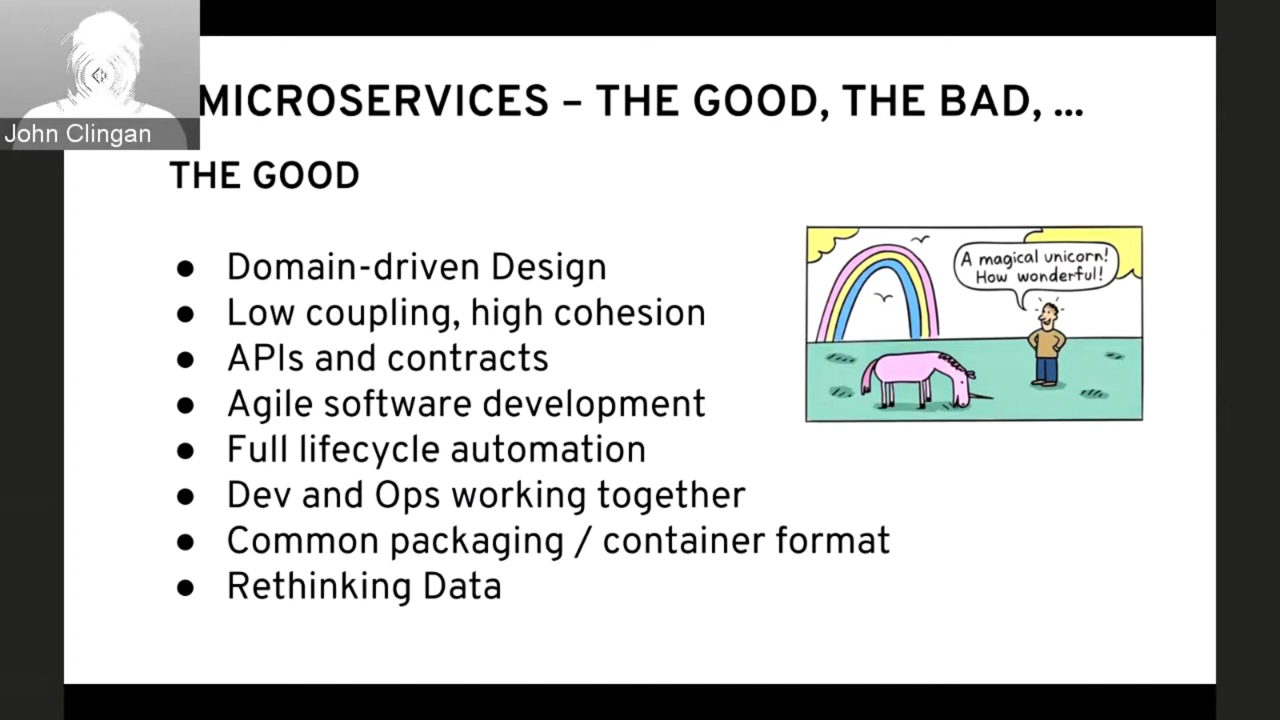 John Clingan
MICROSERVICES – THE GOOD, THE BAD, ...
THE GOOD
● Domain-driven Design
● Low coupling, high cohesion
● APIs and contracts
● Agile software development
● Full lifecycle automation
● Dev and Ops working together
● Common packaging / container format
● Rethinking Data
A magical unicorn!
How wonderful!